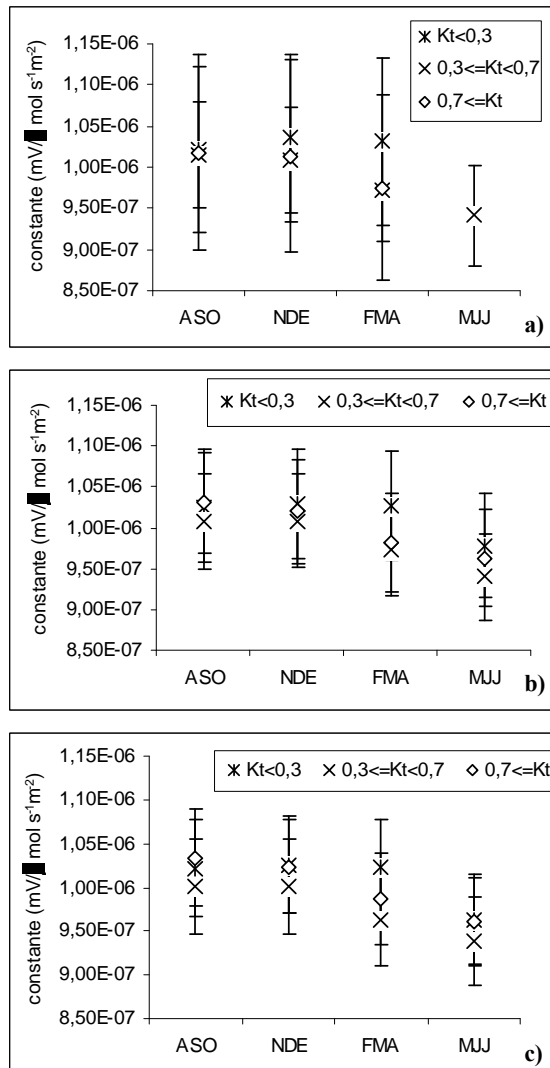 1,15E-06
1,10E-06
1,05E-06
1,00E-06
9,50E-07
9,00E-07
8,50E-07
constante (mV/ mol s⁻¹m⁻²)
Kt<0,3
0,3<=Kt<0,7
0,7<=Kt
ASO NDE FMA MJJ
a)
Kt<0,3 0,3<=Kt<0,7 0,7<=Kt
1,15E-06
1,10E-06
1,05E-06
1,00E-06
9,50E-07
9,00E-07
8,50E-07
constante (mV/ mol s⁻¹m⁻²)
ASO NDE FMA MJJ
b)
Kt<0,3 0,3<=Kt<0,7 0,7<=Kt
1,15E-06
1,10E-06
1,05E-06
1,00E-06
9,50E-07
9,00E-07
8,50E-07
constante (mV/ mol s⁻¹m⁻²)
ASO NDE FMA MJJ
c)